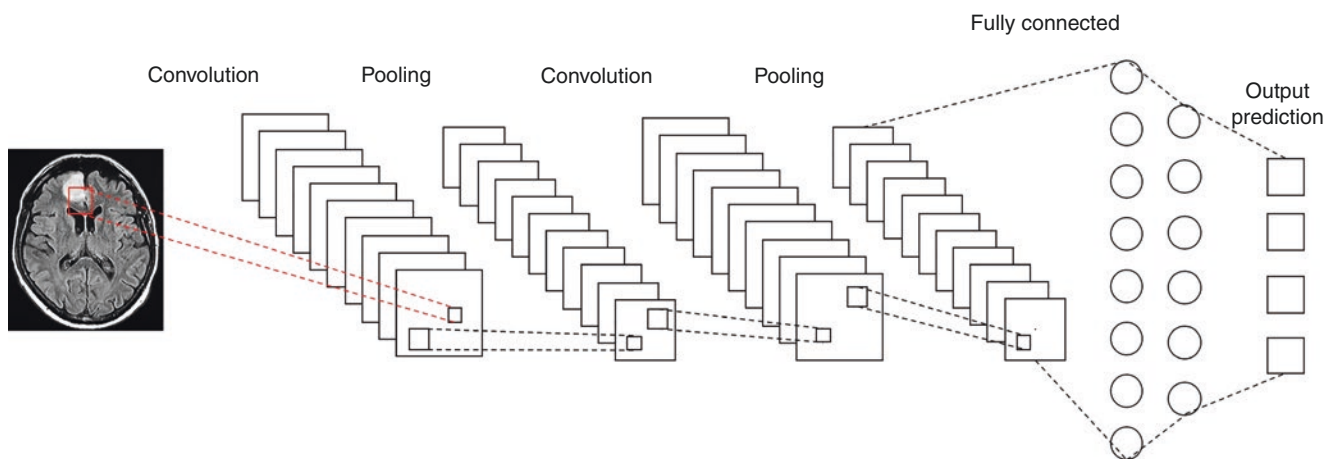 Fully connected
Convolution
Pooling
Convolution
Pooling
Output
prediction